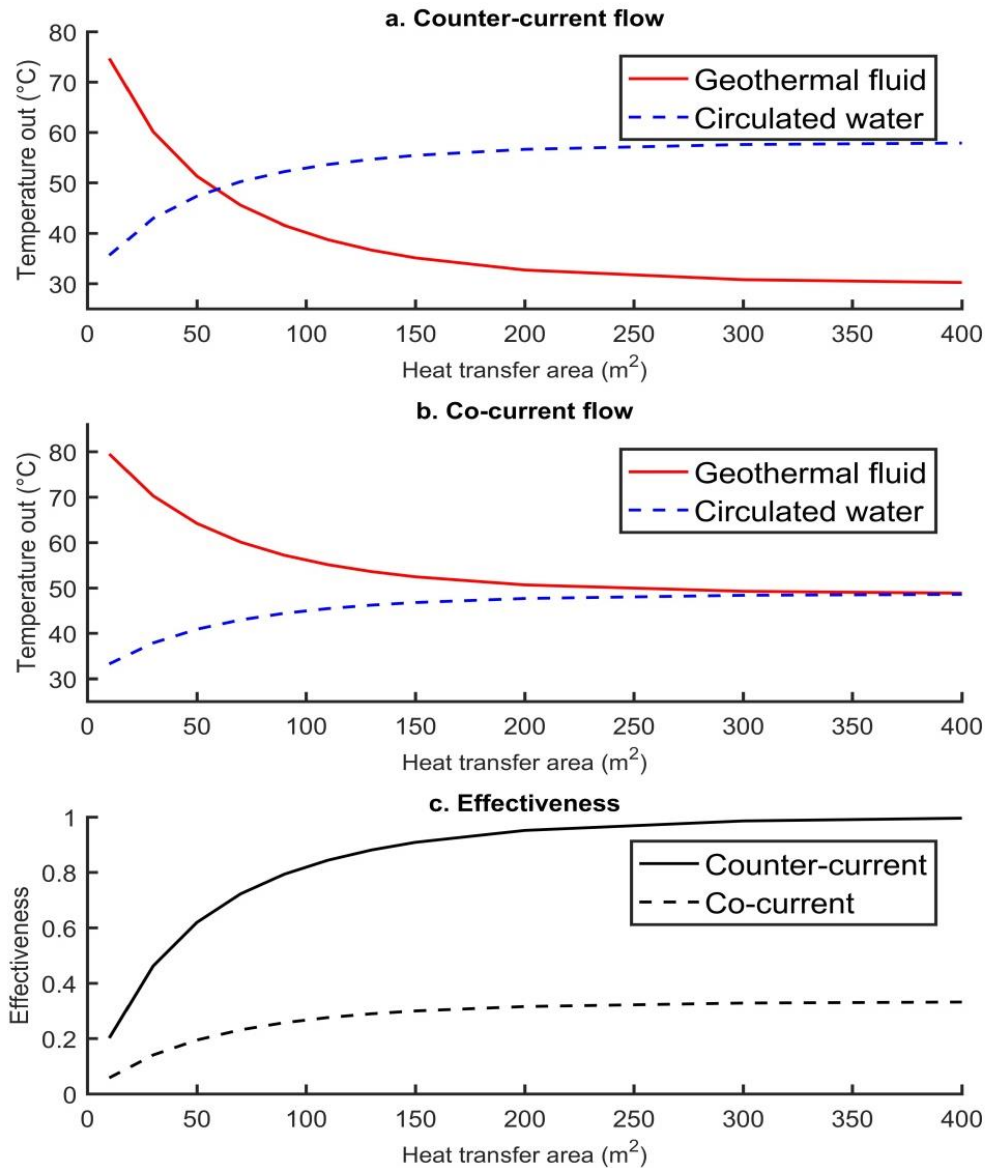 a. Counter-current flow
80
70
60
50
40
30
Temperature out (°C)
Geothermal fluid
Circulated water
0 50 100 150 200 250 300 350 400
Heat transfer area (m²)
b. Co-current flow
80
70
60
50
40
30
Temperature out (°C)
Geothermal fluid
Circulated water
0 50 100 150 200 250 300 350 400
Heat transfer area (m²)
c. Effectiveness
1
0.8
0.6
0.4
0.2
0
Effectiveness
Counter-current
Co-current
0 50 100 150 200 250 300 350 400
Heat transfer area (m²)